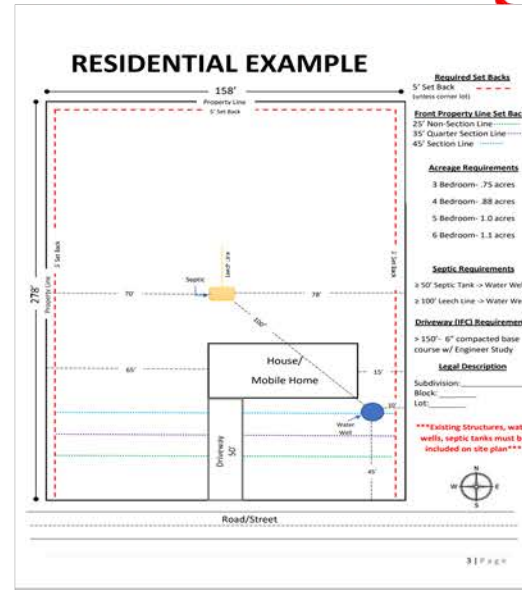 RESIDENTIAL EXAMPLE
158'
Property Line
5' Set Back
278'
Property Line
5' Set Back
5' Set Back
Leech Line
Septic
70'
78'
100'
House/
Mobile Home
65'
15'
10'
Water
Well
Driveway
50'
45'
Road/Street
Required Set Backs
5' Set Back
(unless corner lot)
Front Property Line Set Bac
25' Non-Section Line
35' Quarter Section Line
45' Section Line
Acreage Requirements
3 Bedroom- .75 acres
4 Bedroom- .88 acres
5 Bedroom- 1.0 acres
6 Bedroom- 1.1 acres
Septic Requirements
≥ 50' Septic Tank -> Water Wel
≥ 100' Leech Line -> Water We
Driveway (IFC) Requiremen
> 150'- 6" compacted base
course w/ Engineer Study
Legal Description
Subdivision:
Block:
Lot:
***Existing Structures, wat
wells, septic tanks must b
included on site plan***
N
W E
S
3 | P a g e